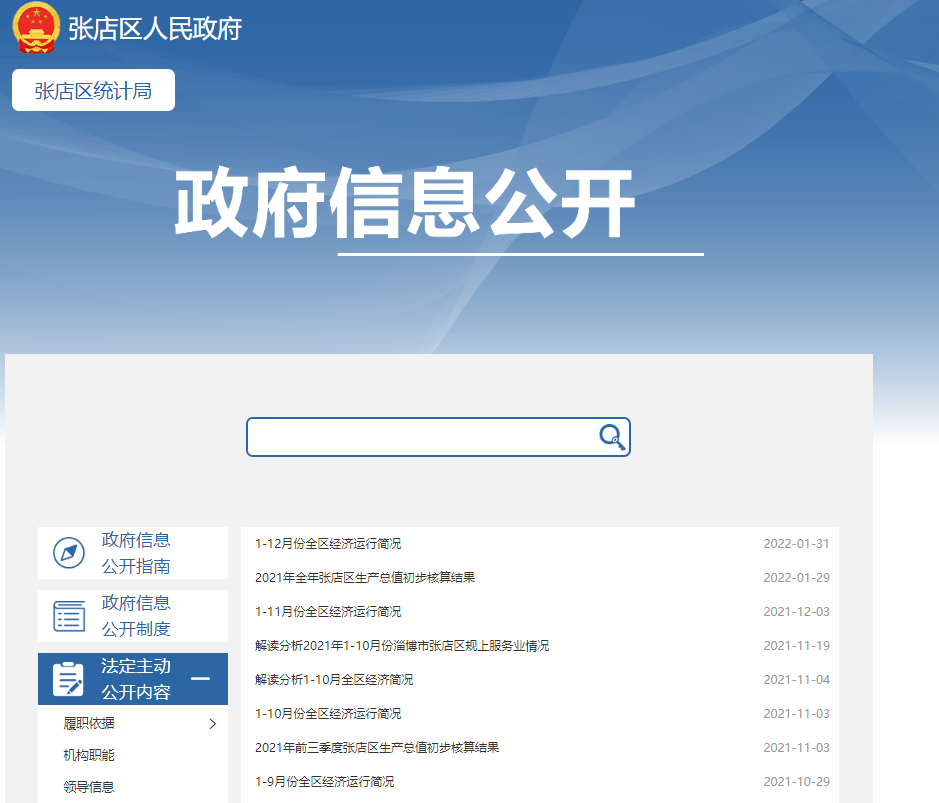 张店区人民政府
张店区统计局
政府信息公开
政府信息
公开指南
政府信息
公开制度
法定主动
公开内容
履职依据
机构职能
领导信息
1-12月份全区经济运行简况 2022-01-31
2021年全年张店区生产总值初步核算结果 2022-01-29
1-11月份全区经济运行简况 2021-12-03
解读分析2021年1-10月份淄博市张店区规上服务业情况 2021-11-19
解读分析1-10月全区经济简况 2021-11-04
1-10月份全区经济运行简况 2021-11-03
2021年前三季度张店区生产总值初步核算结果 2021-11-03
1-9月份全区经济运行简况 2021-10-29